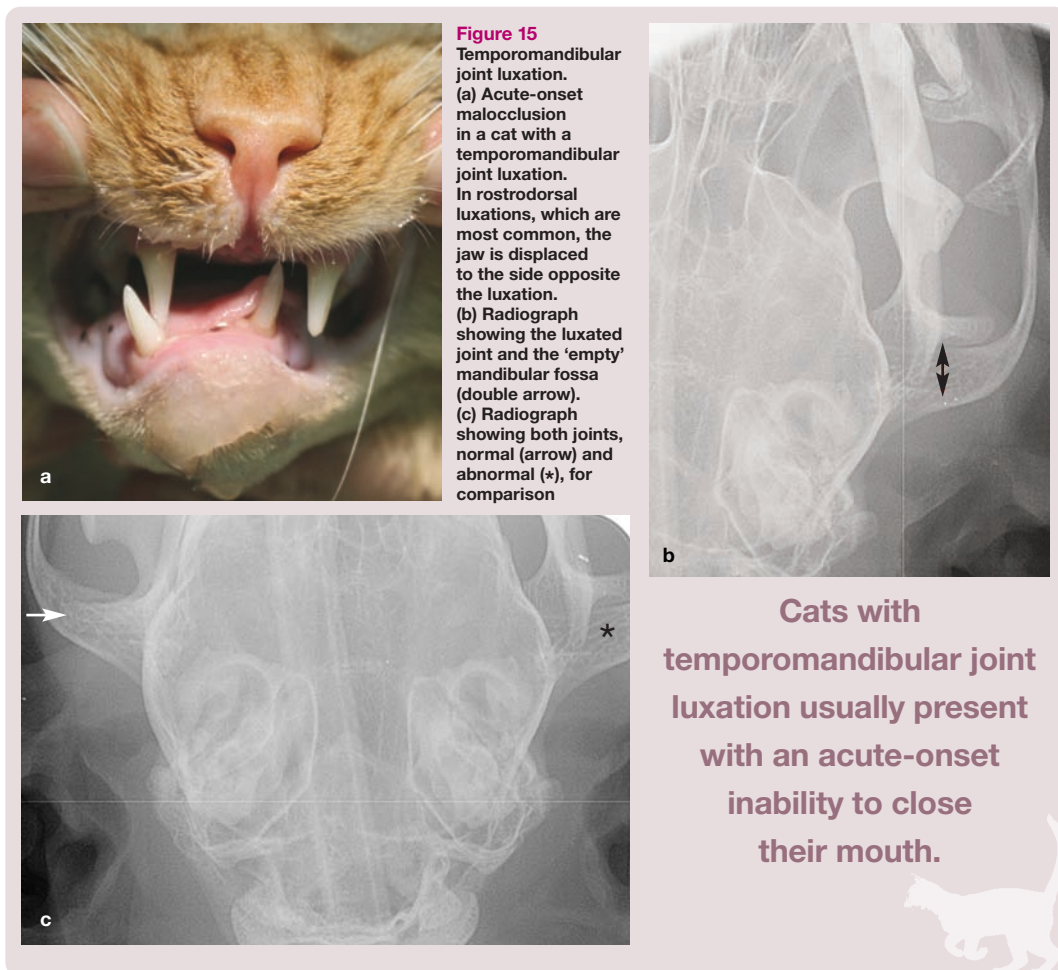 Figure 15
Temporomandibular
joint luxation.
(a) Acute-onset
malocclusion
in a cat with a
temporomandibular
joint luxation.
In rostrodorsal
luxations, which are
most common, the
jaw is displaced
to the side opposite
the luxation.
(b) Radiograph
showing the luxated
joint and the ‘empty’
mandibular fossa
(double arrow).
(c) Radiograph
showing both joints,
normal (arrow) and
abnormal (*), for
comparison
a
b
*
c
Cats with
temporomandibular joint
luxation usually present
with an acute-onset
inability to close
their mouth.